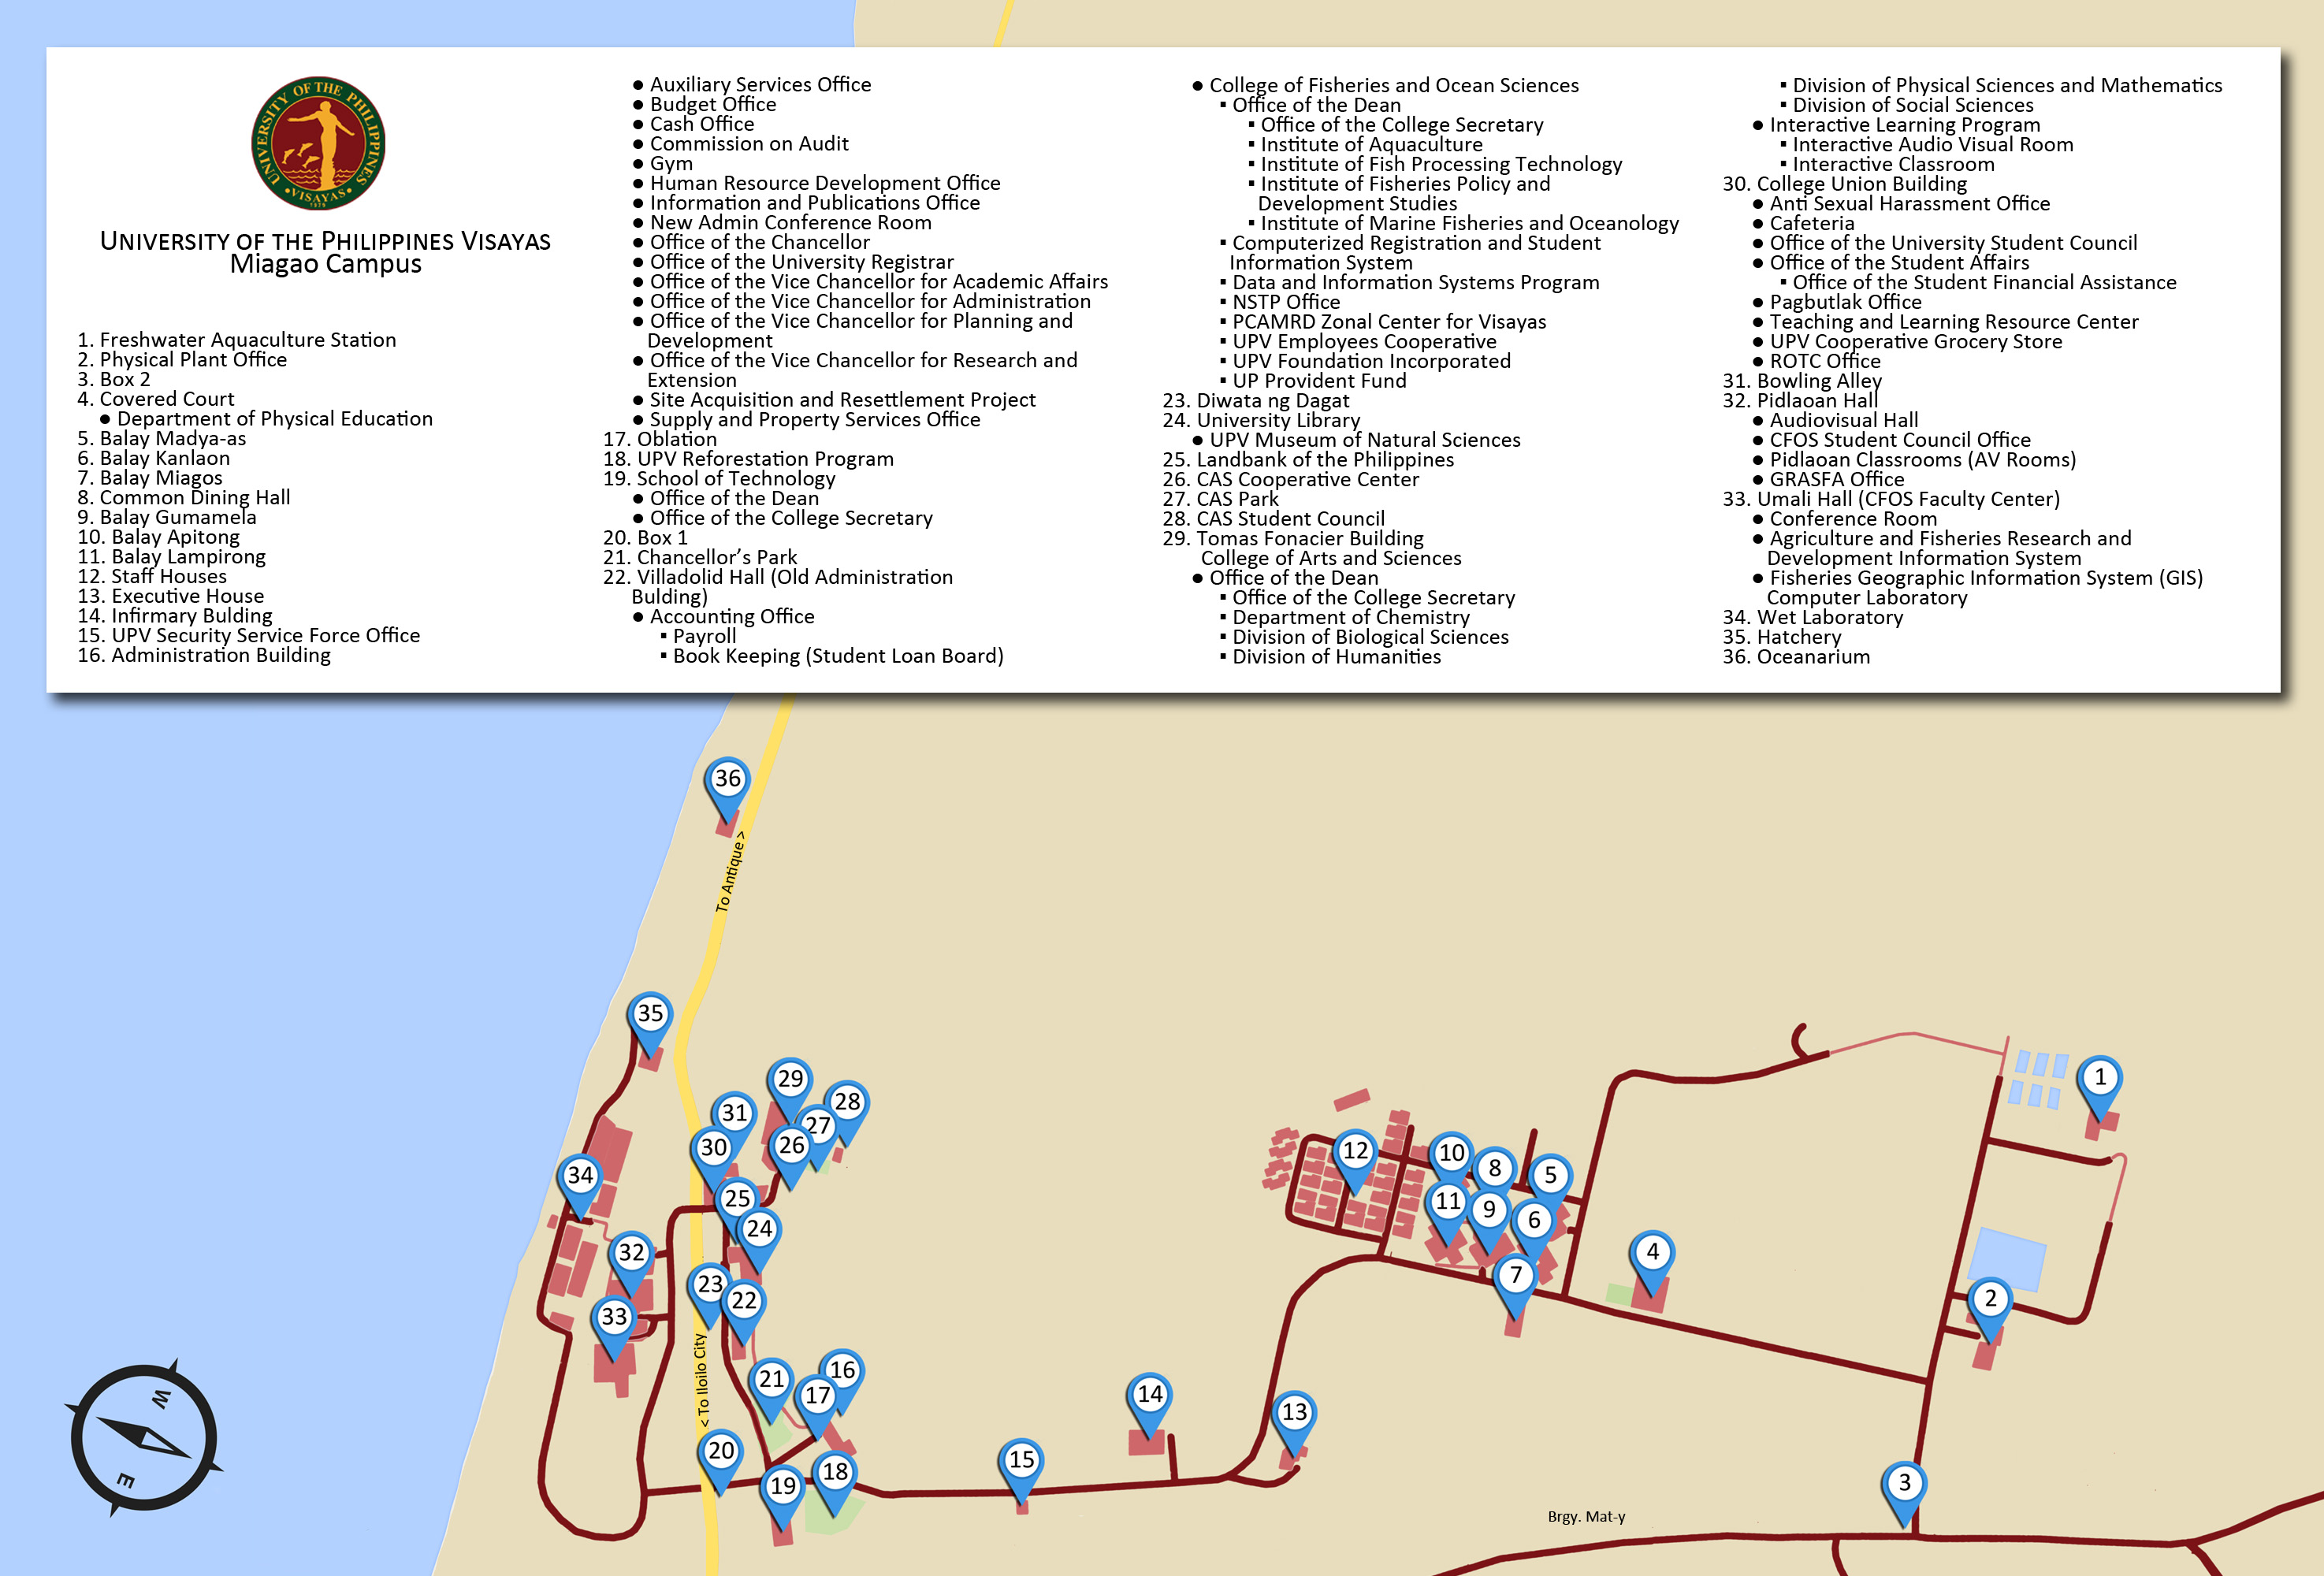 UNIVERSITY OF THE PHILIPPINES
• VISAYAS •
1979
UNIVERSITY OF THE PHILIPPINES VISAYAS
Miagao Campus
1. Freshwater Aquaculture Station
2. Physical Plant Office
3. Box 2
4. Covered Court
● Department of Physical Education
5. Balay Madya-as
6. Balay Kanlaon
7. Balay Miagos
8. Common Dining Hall
9. Balay Gumamela
10. Balay Apitong
11. Balay Lampirong
12. Staff Houses
13. Executive House
14. Infirmary Bulding
15. UPV Security Service Force Office
16. Administration Building
● Auxiliary Services Office
● Budget Office
● Cash Office
● Commission on Audit
● Gym
● Human Resource Development Office
● Information and Publications Office
● New Admin Conference Room
● Office of the Chancellor
● Office of the University Registrar
● Office of the Vice Chancellor for Academic Affairs
● Office of the Vice Chancellor for Administration
● Office of the Vice Chancellor for Planning and
Development
● Office of the Vice Chancellor for Research and
Extension
● Site Acquisition and Resettlement Project
● Supply and Property Services Office
17. Oblation
18. UPV Reforestation Program
19. School of Technology
● Office of the Dean
● Office of the College Secretary
20. Box 1
21. Chancellor's Park
22. Villadolid Hall (Old Administration
Bulding)
● Accounting Office
▪ Payroll
▪ Book Keeping (Student Loan Board)
● College of Fisheries and Ocean Sciences
▪ Office of the Dean
▪ Office of the College Secretary
▪ Institute of Aquaculture
▪ Institute of Fish Processing Technology
▪ Institute of Fisheries Policy and
Development Studies
▪ Institute of Marine Fisheries and Oceanology
▪ Computerized Registration and Student
Information System
▪ Data and Information Systems Program
▪ NSTP Office
▪ PCAMRD Zonal Center for Visayas
▪ UPV Employees Cooperative
▪ UPV Foundation Incorporated
▪ UP Provident Fund
23. Diwata ng Dagat
24. University Library
● UPV Museum of Natural Sciences
25. Landbank of the Philippines
26. CAS Cooperative Center
27. CAS Park
28. CAS Student Council
29. Tomas Fonacier Building
College of Arts and Sciences
● Office of the Dean
▪ Office of the College Secretary
▪ Department of Chemistry
▪ Division of Biological Sciences
▪ Division of Humanities
▪ Division of Physical Sciences and Mathematics
▪ Division of Social Sciences
● Interactive Learning Program
▪ Interactive Audio Visual Room
▪ Interactive Classroom
30. College Union Building
● Anti Sexual Harassment Office
● Cafeteria
● Office of the University Student Council
● Office of the Student Affairs
▪ Office of the Student Financial Assistance
● Pagbutlak Office
● Teaching and Learning Resource Center
● UPV Cooperative Grocery Store
● ROTC Office
31. Bowling Alley
32. Pidlaoan Hall
● Audiovisual Hall
● CFOS Student Council Office
● Pidlaoan Classrooms (AV Rooms)
● GRASFA Office
33. Umali Hall (CFOS Faculty Center)
● Conference Room
● Agriculture and Fisheries Research and
Development Information System
● Fisheries Geographic Information System (GIS)
Computer Laboratory
34. Wet Laboratory
35. Hatchery
36. Oceanarium
36
To Antique >
35
29
28
31
27
30
26
34
25
24
32
23
22
33
< To Iloilo City
21
16
17
20
18
19
15
14
13
12
10
8
5
11
9
6
7
4
1
2
3
Brgy. Mat-y
W
E